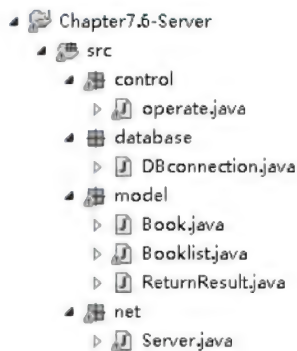 Chapter7.6-Server
src
control
operate.java
database
DBconnection.java
model
Book.java
Booklist.java
ReturnResult.java
net
Server.java